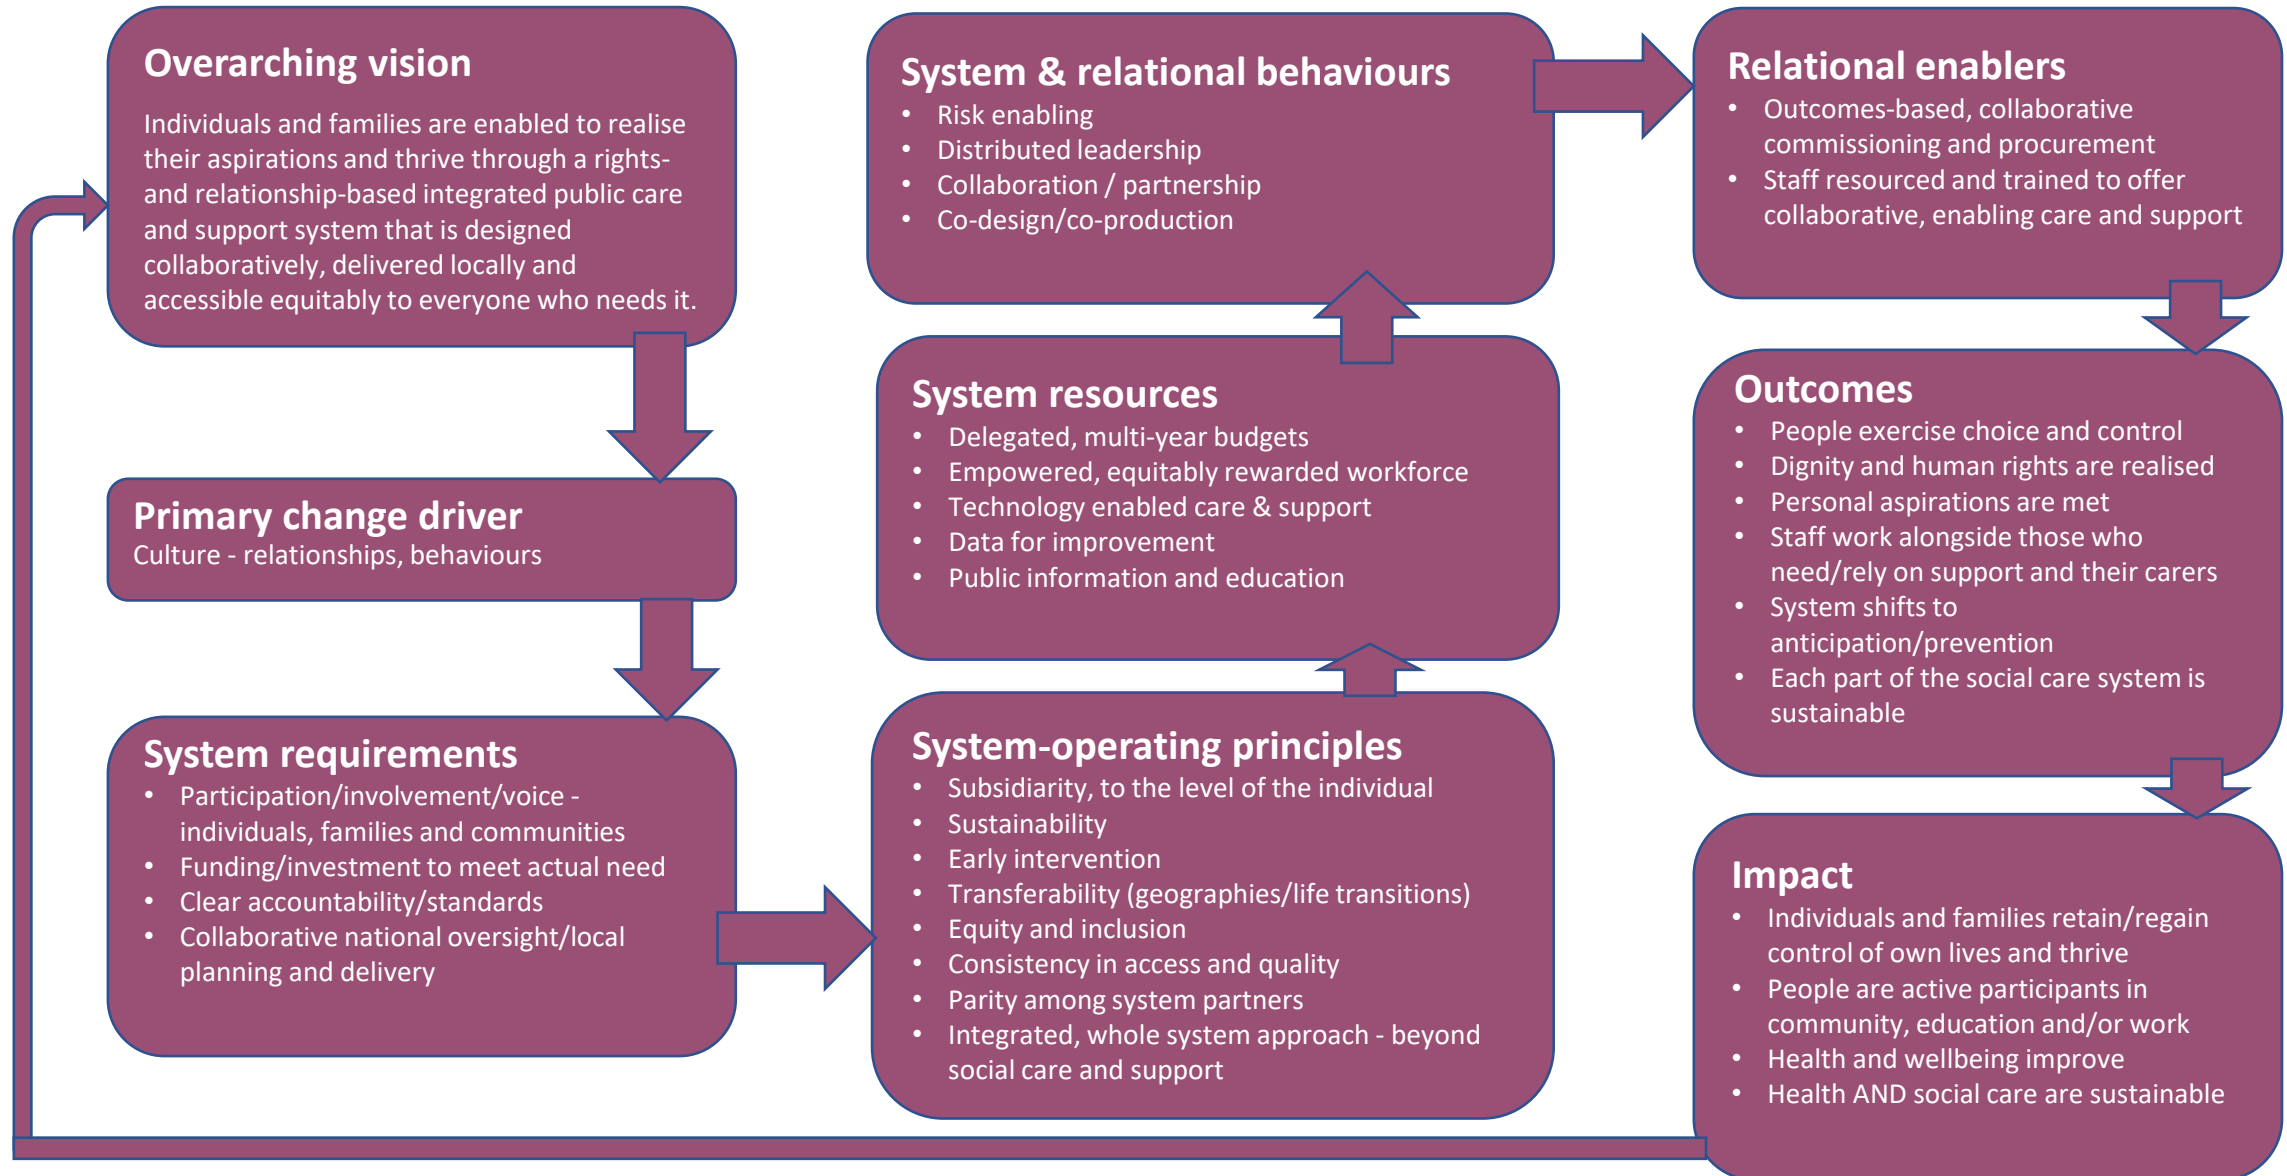 Overarching vision
Individuals and families are enabled to realise
their aspirations and thrive through a rights-
and relationship-based integrated public care
and support system that is designed
collaboratively, delivered locally and
accessible equitably to everyone who needs it.
Primary change driver
Culture - relationships, behaviours
System requirements
• Participation/involvement/voice -
individuals, families and communities
• Funding/investment to meet actual need
• Clear accountability/standards
• Collaborative national oversight/local
planning and delivery
System-operating principles
• Subsidiarity, to the level of the individual
• Sustainability
• Early intervention
• Transferability (geographies/life transitions)
• Equity and inclusion
• Consistency in access and quality
• Parity among system partners
• Integrated, whole system approach - beyond
social care and support
System resources
• Delegated, multi-year budgets
• Empowered, equitably rewarded workforce
• Technology enabled care & support
• Data for improvement
• Public information and education
System & relational behaviours
• Risk enabling
• Distributed leadership
• Collaboration / partnership
• Co-design/co-production
Relational enablers
• Outcomes-based, collaborative
commissioning and procurement
• Staff resourced and trained to offer
collaborative, enabling care and support
Outcomes
• People exercise choice and control
• Dignity and human rights are realised
• Personal aspirations are met
• Staff work alongside those who
need/rely on support and their carers
• System shifts to
anticipation/prevention
• Each part of the social care system is
sustainable
Impact
• Individuals and families retain/regain
control of own lives and thrive
• People are active participants in
community, education and/or work
• Health and wellbeing improve
• Health AND social care are sustainable